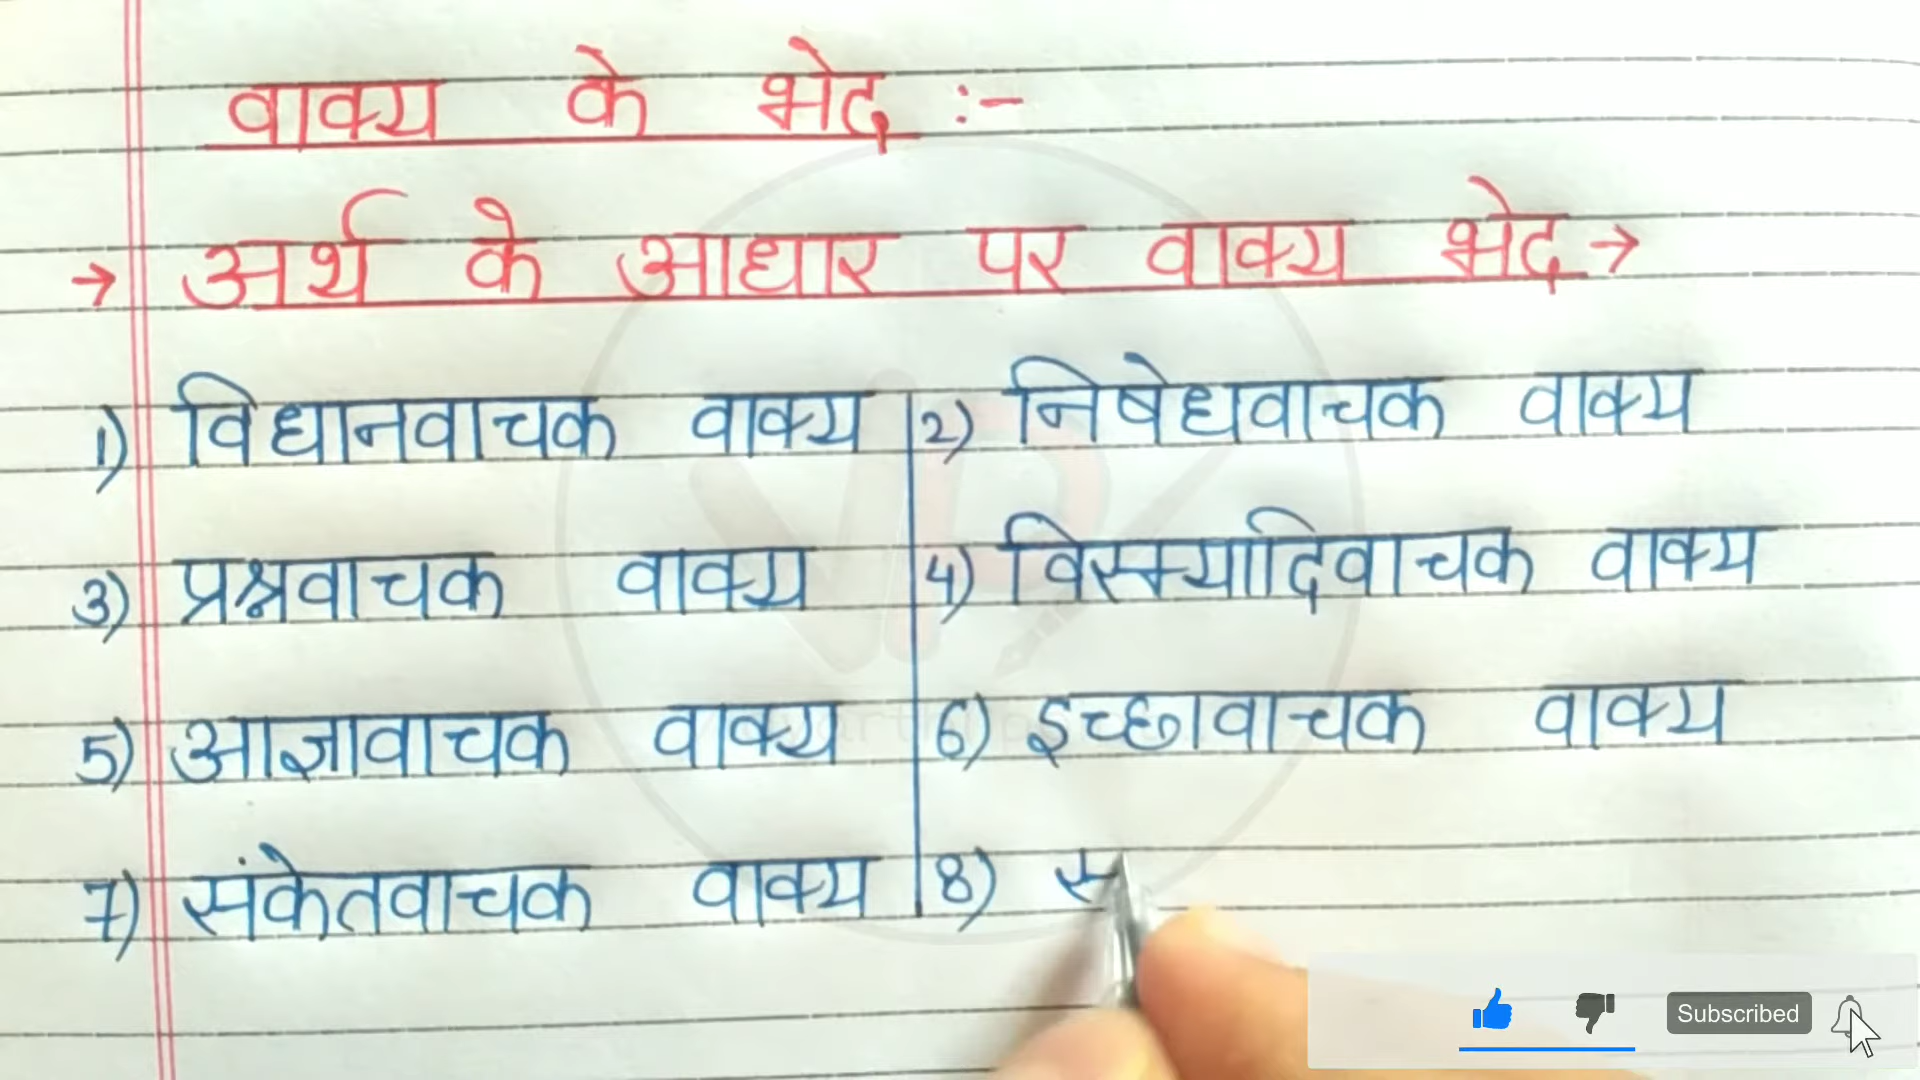 वाक्य के भेद :-
→ अर्थ के आधार पर वाक्य भेद →
1) विधानवाचक वाक्य 2) निषेधवाचक वाक्य
3) प्रश्नवाचक वाक्य 4) विस्म्यादिवाचक वाक्य
5) आज्ञावाचक वाक्य 6) इच्छावाचक वाक्य
7) संकेतवाचक वाक्य 8)
Subscribed